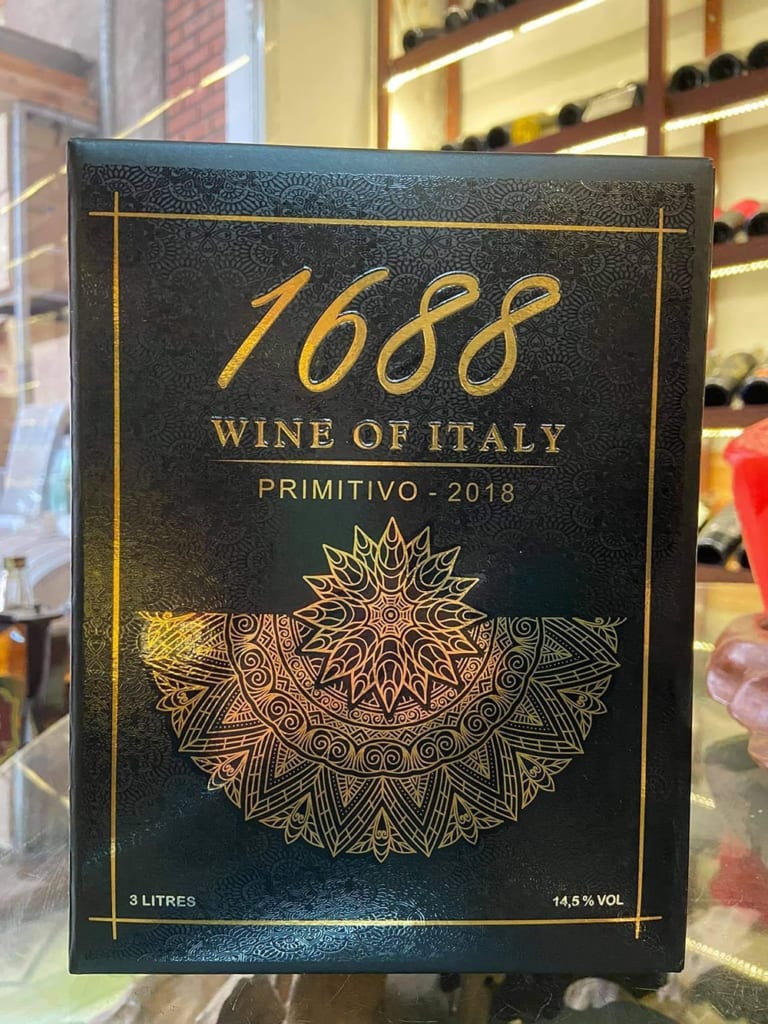 1688
WINE OF ITALY
PRIMITIVO - 2018
3 LITRES
14,5 % VOL